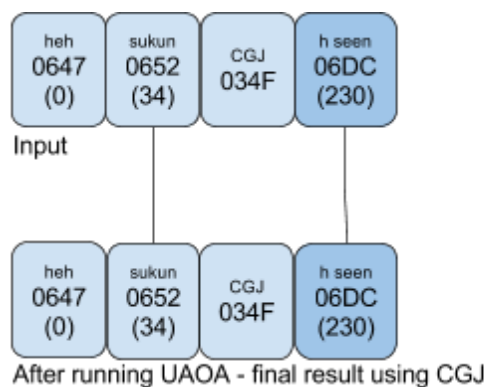 heh sukun CGJ h seen
0647 0652 034F 06DC
(0) (34) (230)
Input
heh sukun CGJ h seen
0647 0652 034F 06DC
(0) (34) (230)
After running UAOA - final result using CGJ